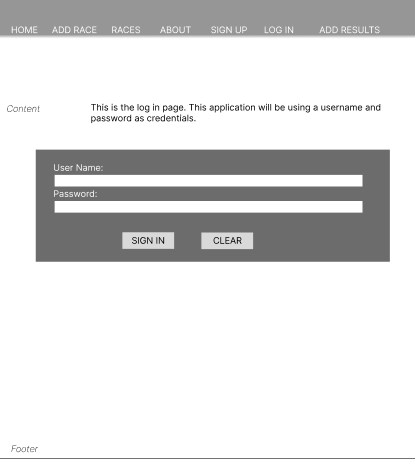 HOME ADD RACE RACES ABOUT SIGN UP LOG IN ADD RESULTS
Content
This is the log in page. This application will be using a username and
password as credentials.
User Name:
Password:
SIGN IN CLEAR
Footer